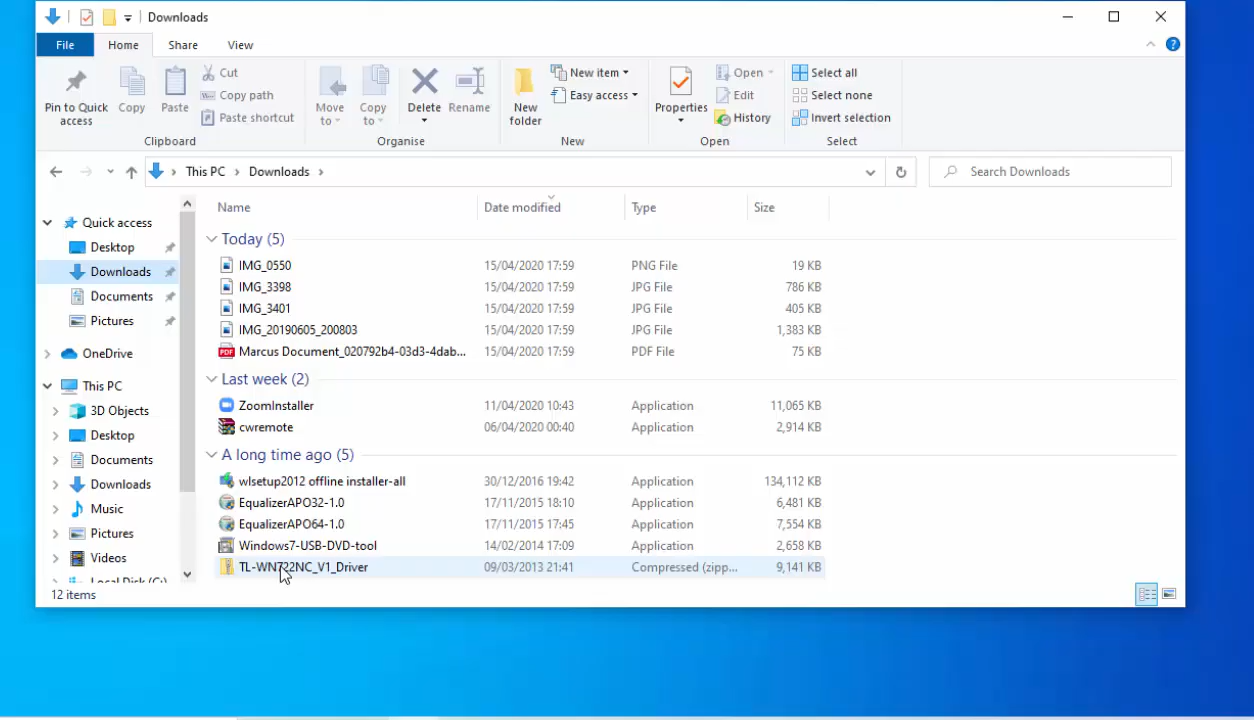 Downloads
File Home Share View
Pin to Quick access
Copy
Paste
Cut
Copy path
Paste shortcut
Clipboard
Move to
Copy to
Delete
Rename
Organise
New folder
New item
Easy access
New
Properties
Open
Edit
History
Open
Select all
Select none
Invert selection
Select
This PC > Downloads >
Search Downloads
Quick access
Desktop
Downloads
Documents
Pictures
OneDrive
This PC
3D Objects
Desktop
Documents
Downloads
Music
Pictures
Videos
Local Disk (C:)
Name Date modified Type Size
Today (5)
IMG_0550 15/04/2020 17:59 PNG File 19 KB
IMG_3398 15/04/2020 17:59 JPG File 786 KB
IMG_3401 15/04/2020 17:59 JPG File 405 KB
IMG_20190605_200803 15/04/2020 17:59 JPG File 1,383 KB
PDF Marcus Document_020792b4-03d3-4dab... 15/04/2020 17:59 PDF File 75 KB
Last week (2)
ZoomInstaller 11/04/2020 10:43 Application 11,065 KB
cwremote 06/04/2020 00:40 Application 2,914 KB
A long time ago (5)
wlsetup2012 offline installer-all 30/12/2016 19:42 Application 134,112 KB
EqualizerAPO32-1.0 17/11/2015 18:10 Application 6,481 KB
EqualizerAPO64-1.0 17/11/2015 17:45 Application 7,554 KB
Windows7-USB-DVD-tool 14/02/2014 17:09 Application 2,658 KB
TL-WN722NC_V1_Driver 09/03/2013 21:41 Compressed (zipp... 9,141 KB
12 items